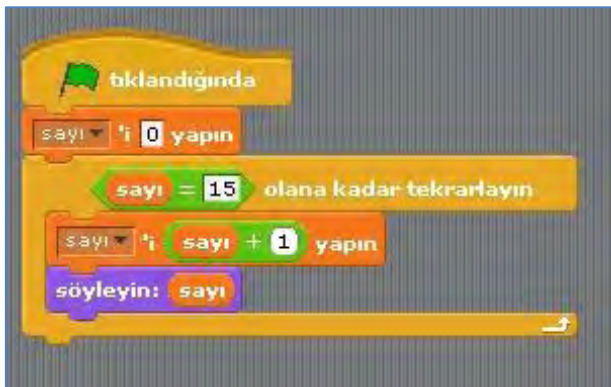 tıklandığında
sayı 'i 0 yapın
sayı = 15 olana kadar tekrarlayın
sayı 'i sayı + 1 yapın
söyleyin: sayı